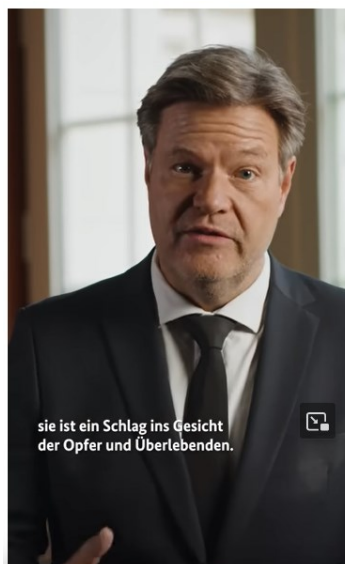 sie ist ein Schlag ins Gesicht
der Opfer und Überlebenden.